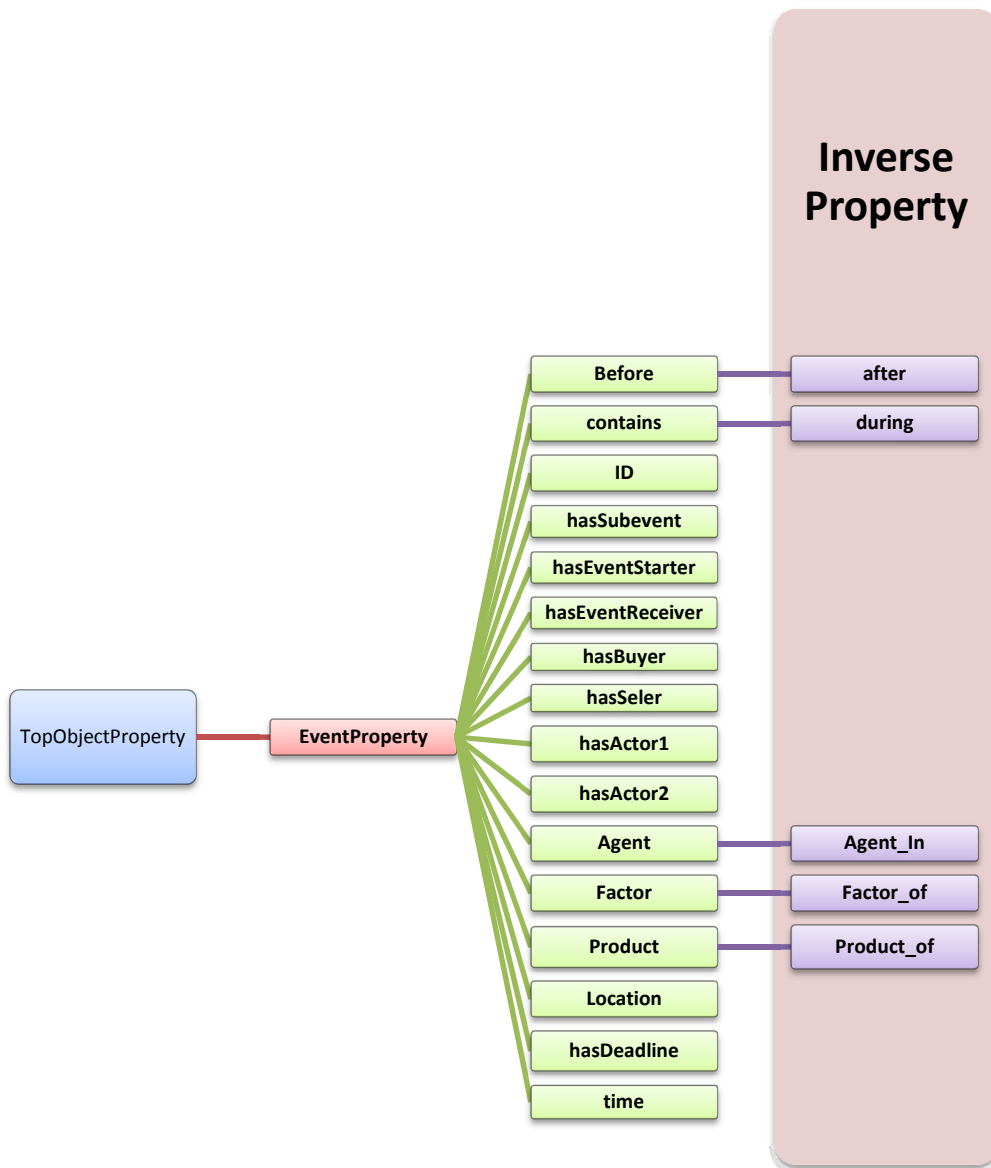 Inverse
Property
Before
after
contains
during
ID
hasSubevent
hasEventStarter
hasEventReceiver
hasBuyer
hasSeler
TopObjectProperty
EventProperty
hasActor1
hasActor2
Agent
Agent_In
Factor
Factor_of
Product
Product_of
Location
hasDeadline
time